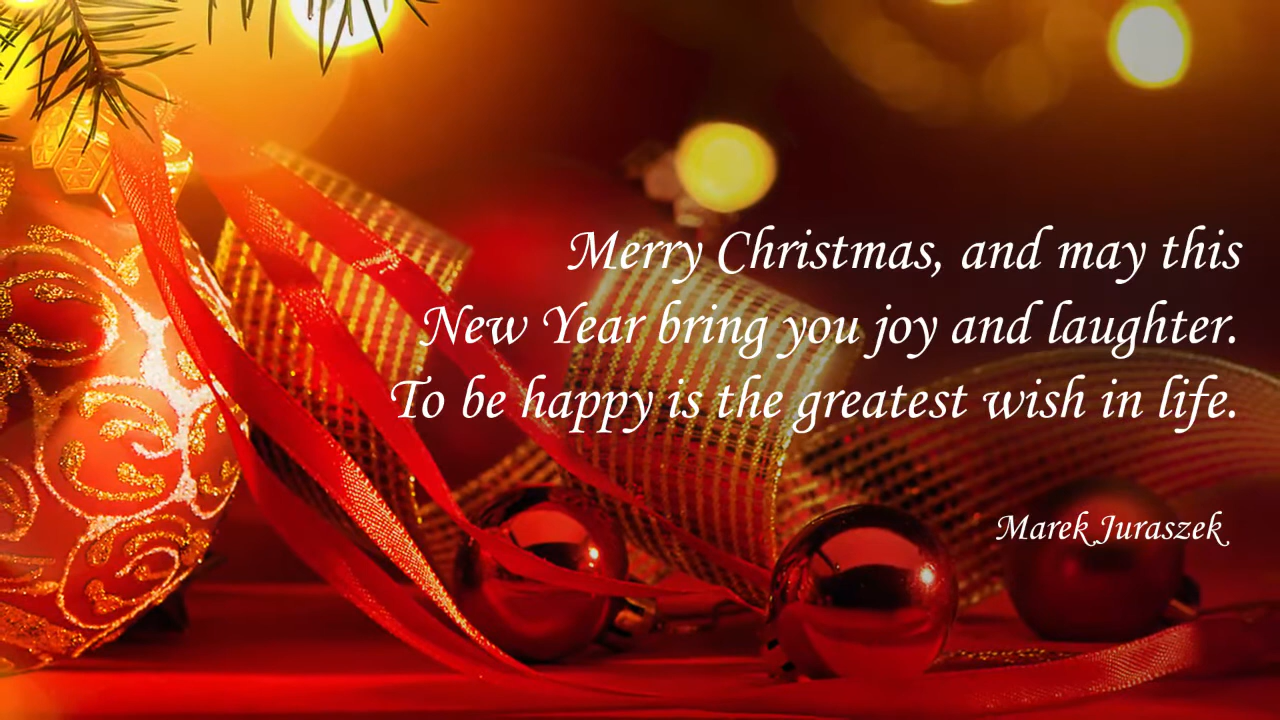 Merry Christmas, and may this
New Year bring you joy and laughter.
To be happy is the greatest wish in life.
Marek Juraszek